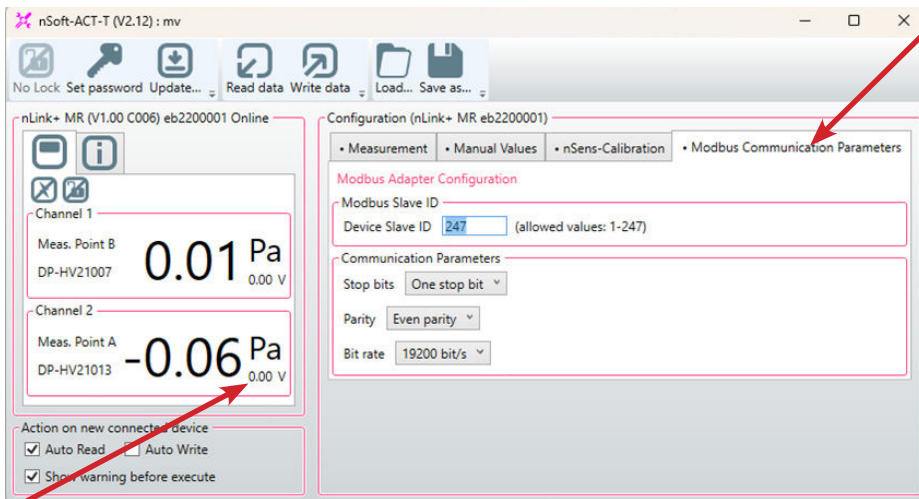 nSoft-ACT-T (V2.12) : mv
No Lock Set password Update... Read data Write data Load... Save as...
nLink+ MR (V1.00 C006) eb2200001 Online
Channel 1
Meas. Point B
DP-HV21007
0.01 Pa
0.00 V
Channel 2
Meas. Point A
DP-HV21013
-0.06 Pa
0.00 V
Action on new connected device
Auto Read Auto Write
Show warning before execute
Configuration (nLink+ MR eb2200001)
• Measurement • Manual Values • nSens-Calibration • Modbus Communication Parameters
Modbus Adapter Configuration
Modbus Slave ID
Device Slave ID 247 (allowed values: 1-247)
Communication Parameters
Stop bits One stop bit
Parity Even parity
Bit rate 19200 bit/s